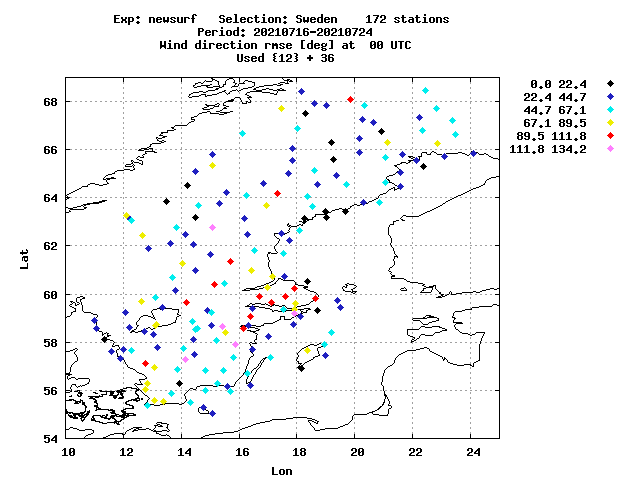 Exp: newsurf Selection: Sweden 172 stations
Period: 20210716-20210724
Wind direction rmse [deg] at 00 UTC
Used {12} + 36
0.0 22.4
22.4 44.7
44.7 67.1
67.1 89.5
89.5 111.8
111.8 134.2
68
66
64
62
60
58
56
54
Lat
10 12 14 16 18 20 22 24
Lon